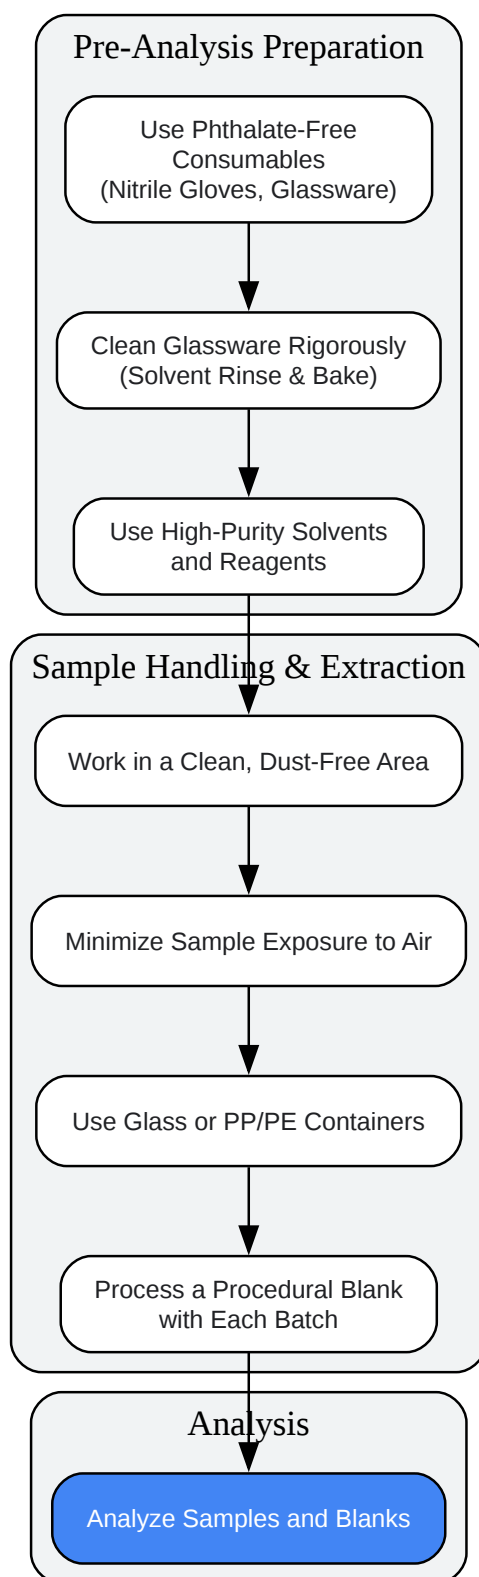 Pre-Analysis Preparation
Use Phthalate-Free
Consumables
(Nitrile Gloves, Glassware)
Clean Glassware Rigorously
(Solvent Rinse & Bake)
Use High-Purity Solvents
and Reagents
Sample Handling & Extraction
Work in a Clean, Dust-Free Area
Minimize Sample Exposure to Air
Use Glass or PP/PE Containers
Process a Procedural Blank
with Each Batch
Analysis
Analyze Samples and Blanks